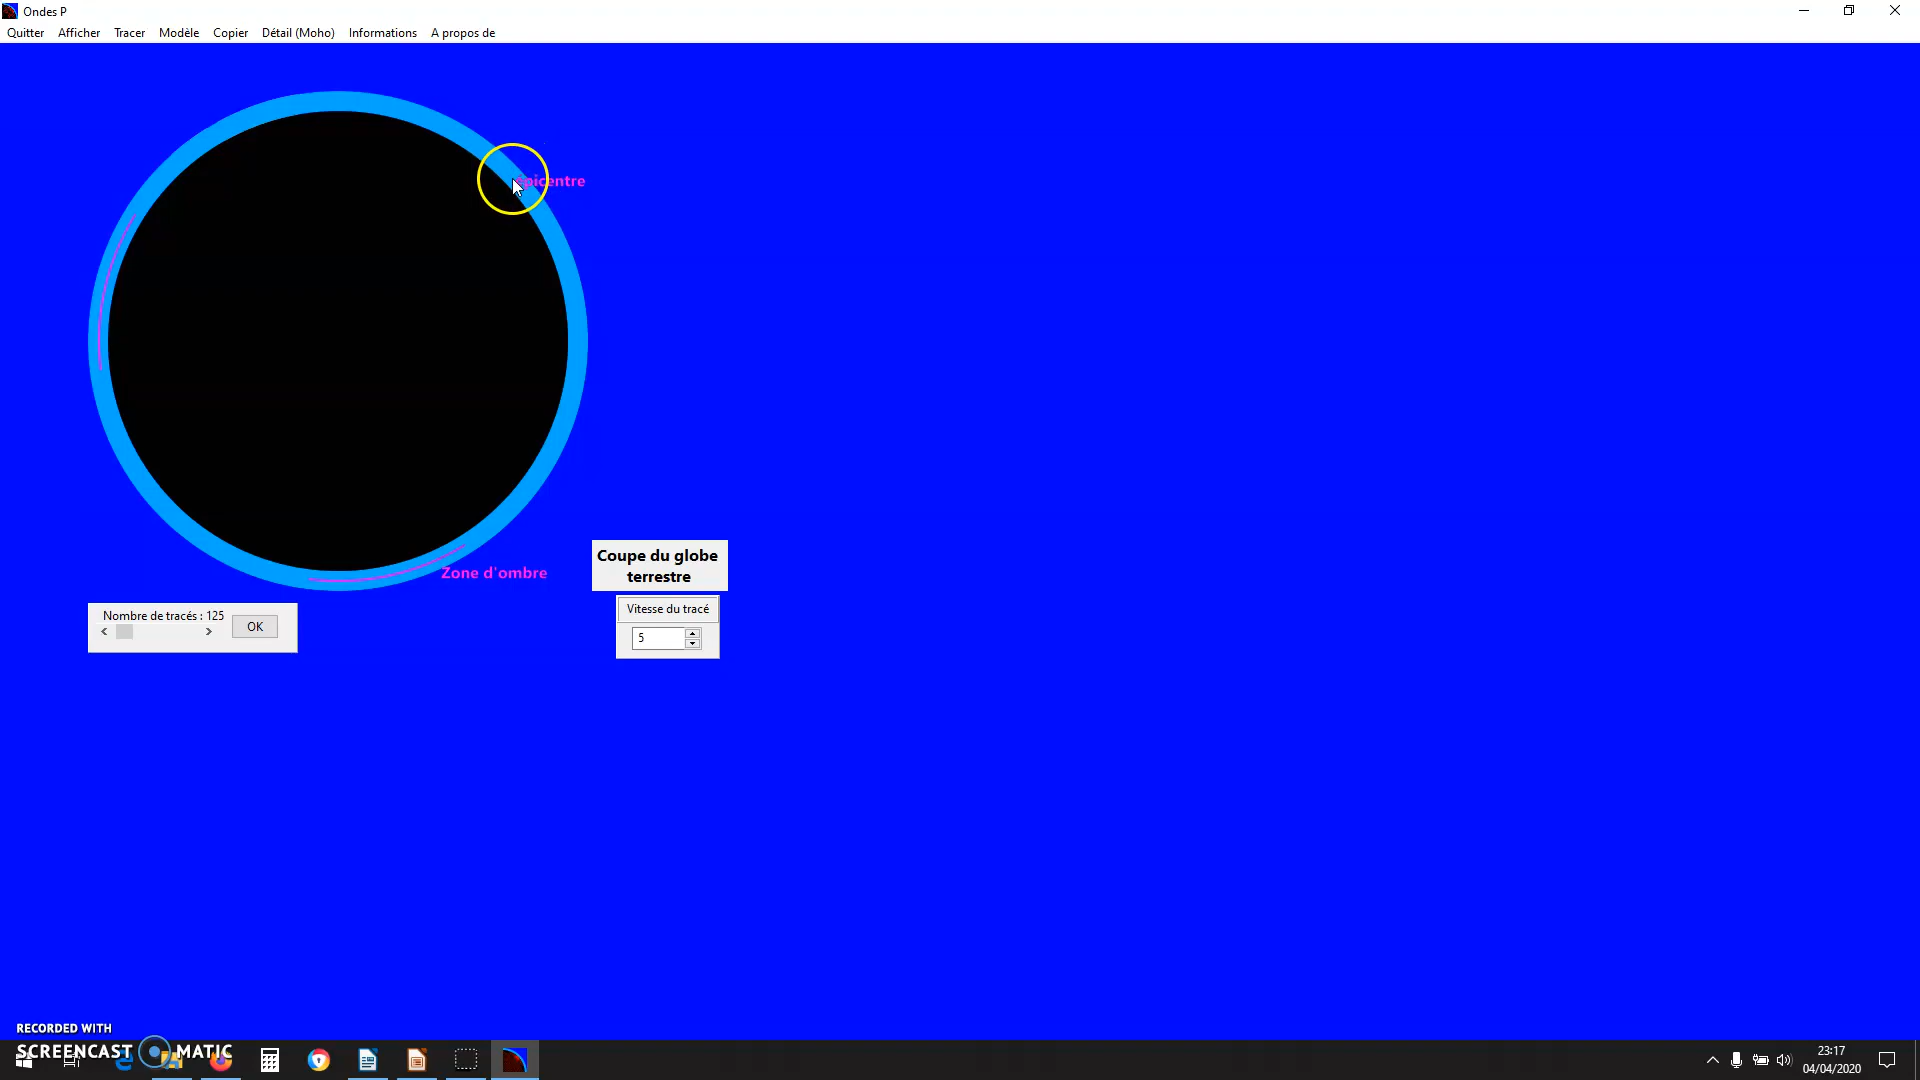 Ondes P
Quitter Afficher Tracer Modèle Copier Détail (Moho) Informations A propos de
épicentre
Zone d'ombre
Coupe du globe
terrestre
Nombre de tracés : 125
OK
Vitesse du tracé
5
RECORDED WITH
SCREENCAST MATIC
23:17
04/04/2020